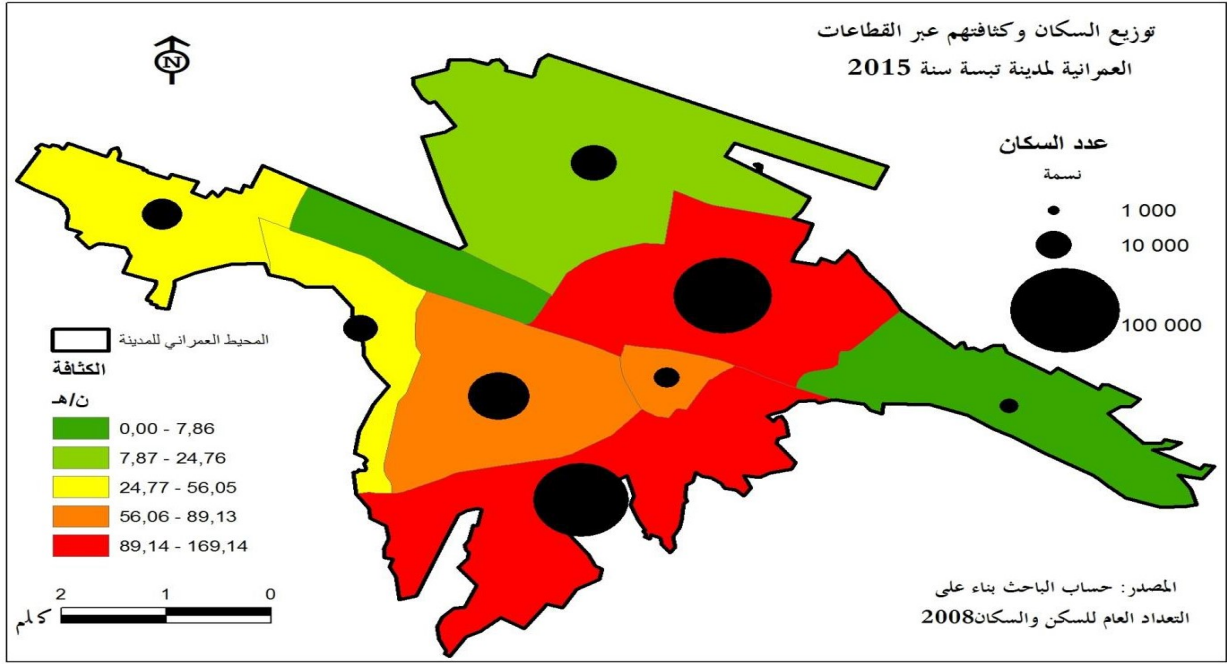 توزيع السكان وكثافتهم عبر القطاعات
العمرانية لمدينة تبسة سنة 2015
N
عدد السكان
نسمة
1 000
10 000
100 000
المحيط العمراني للمدينة
الكثافة
ن/هـ
0,00 - 7,86
7,87 - 24,76
24,77 - 56,05
56,06 - 89,13
89,14 - 169,14
2 1 0
كلم
المصدر: حساب الباحث بناء على
التعداد العام للسكن والسكان2008